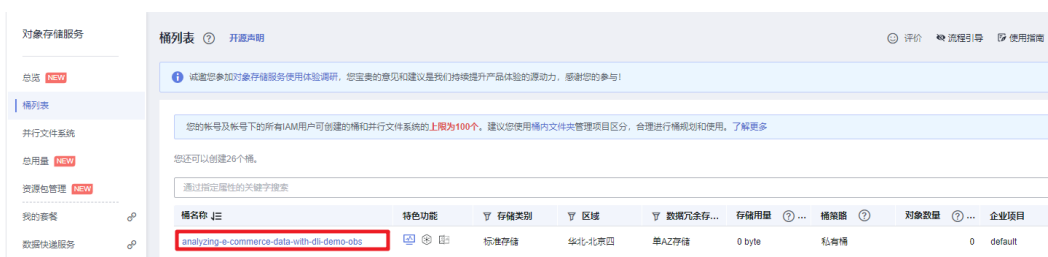 对象存储服务
桶列表 ? 开源声明
评价 流程引导 使用指南
总览 NEW
诚邀您参加对象存储服务使用体验调研，您宝贵的意见和建议是我们持续提升产品体验的源动力，感谢您的参与！
桶列表
您的帐号及帐号下的所有IAM用户可创建的桶和并行文件系统的上限为100个。建议您使用桶内文件夹管理项目区分，合理进行桶规划和使用。了解更多
并行文件系统
总用量 NEW
您还可以创建26个桶。
资源包管理 NEW
通过指定属性的关键字搜索
我的套餐
桶名称 特色功能 存储类别 区域 数据冗余存... 存储用量 ? ... 桶策略 ? 对象数量 ? ... 企业项目
数据快递服务
analyzing-e-commerce-data-with-dli-demo-obs 标准存储 华北-北京四 单AZ存储 0 byte 私有桶 0 default